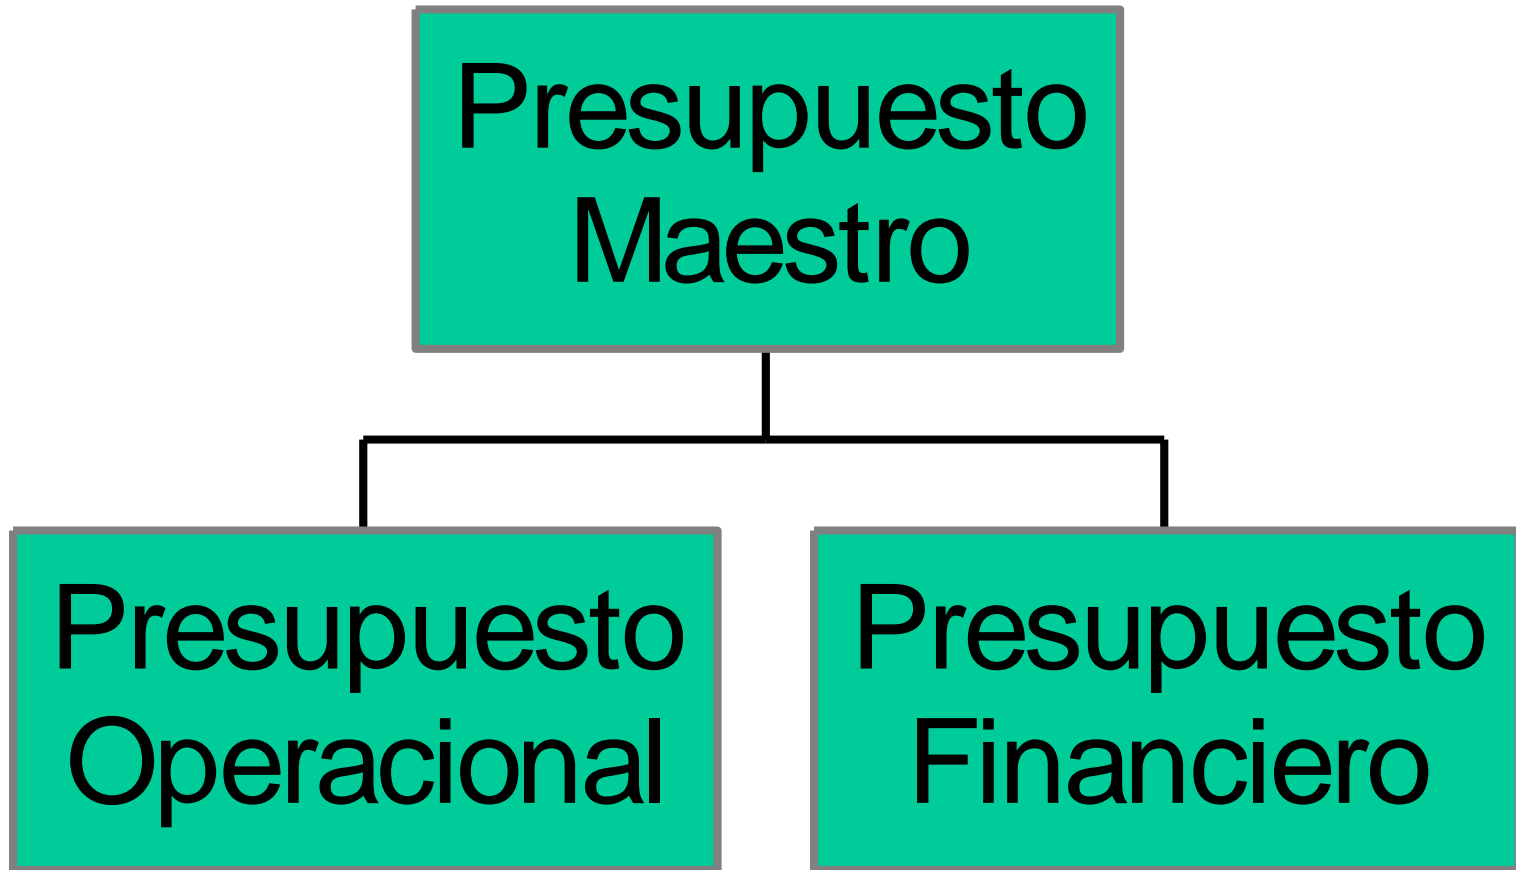 Presupuesto
Maestro
Presupuesto
Operacional
Presupuesto
Financiero